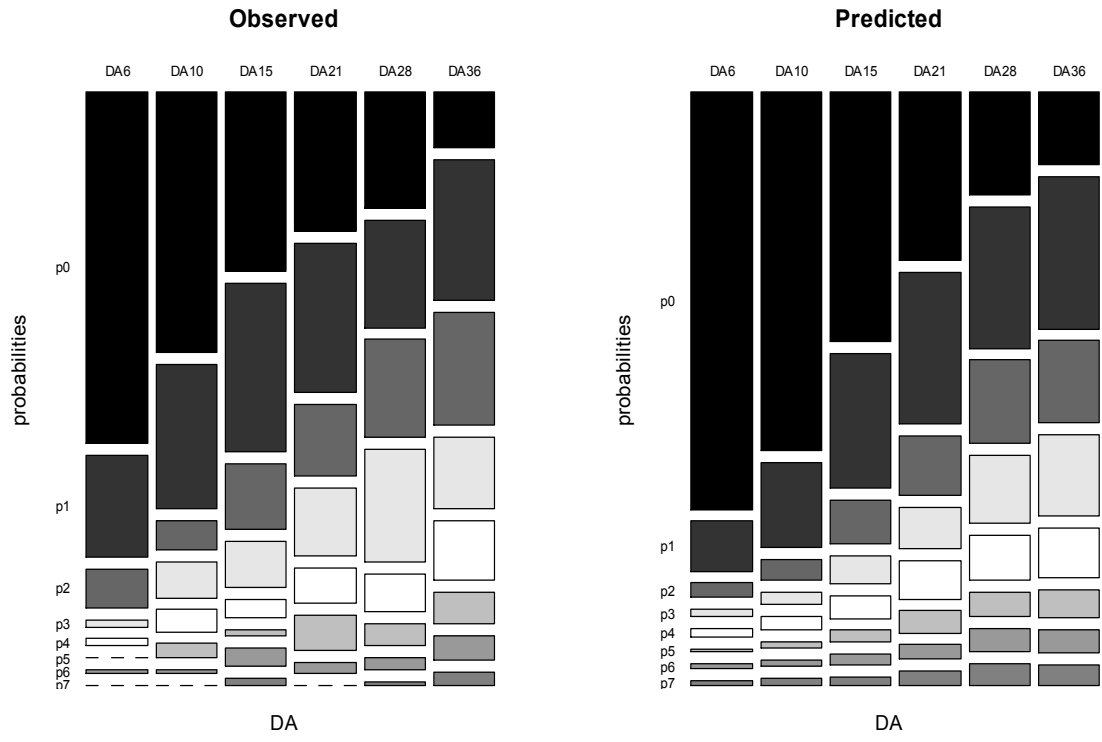 Observed
DA6 DA10 DA15 DA21 DA28 DA36
p0
p1
p2
p3
p4
p5
p6
p7
probabilities
DA
Predicted
DA6 DA10 DA15 DA21 DA28 DA36
p0
p1
p2
p3
p4
p5
p6
p7
probabilities
DA